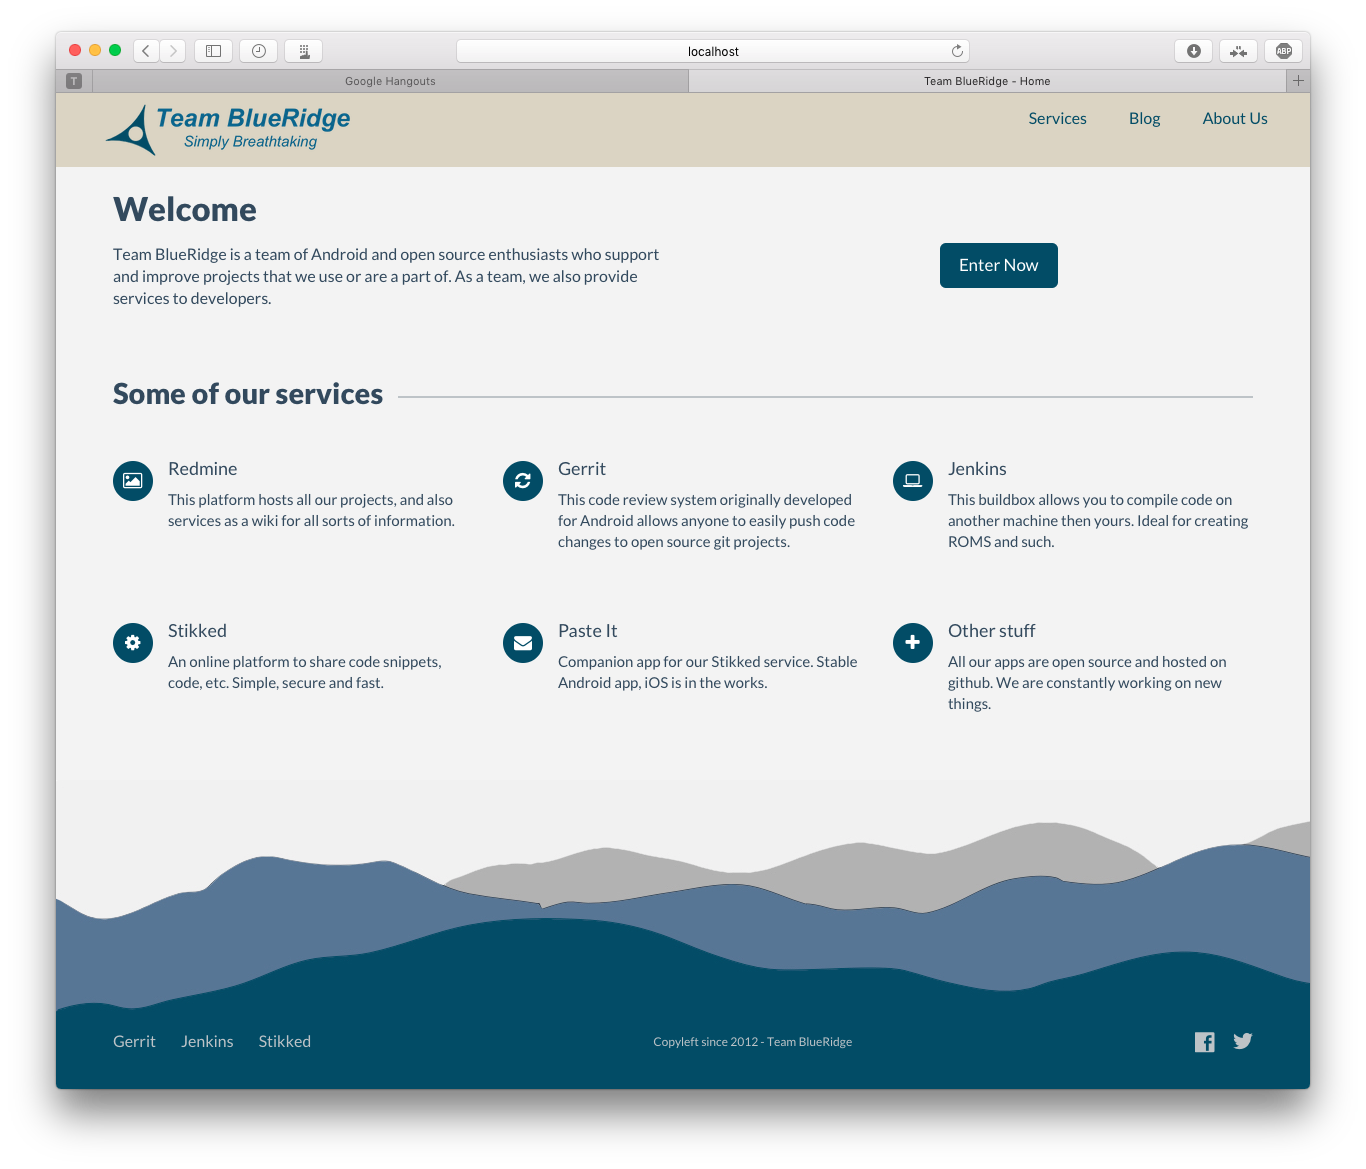 localhost
ABP
T
Google Hangouts
Team BlueRidge - Home
Team BlueRidge
Simply Breathtaking
Services
Blog
About Us
Welcome
Team BlueRidge is a team of Android and open source enthusiasts who support
and improve projects that we use or are a part of. As a team, we also provide
services to developers.
Enter Now
Some of our services
Redmine
This platform hosts all our projects, and also
services as a wiki for all sorts of information.
Gerrit
This code review system originally developed
for Android allows anyone to easily push code
changes to open source git projects.
Jenkins
This buildbox allows you to compile code on
another machine then yours. Ideal for creating
ROMS and such.
Stikked
An online platform to share code snippets,
code, etc. Simple, secure and fast.
Paste It
Companion app for our Stikked service. Stable
Android app, iOS is in the works.
Other stuff
All our apps are open source and hosted on
github. We are constantly working on new
things.
Gerrit
Jenkins
Stikked
Copyleft since 2012 - Team BlueRidge